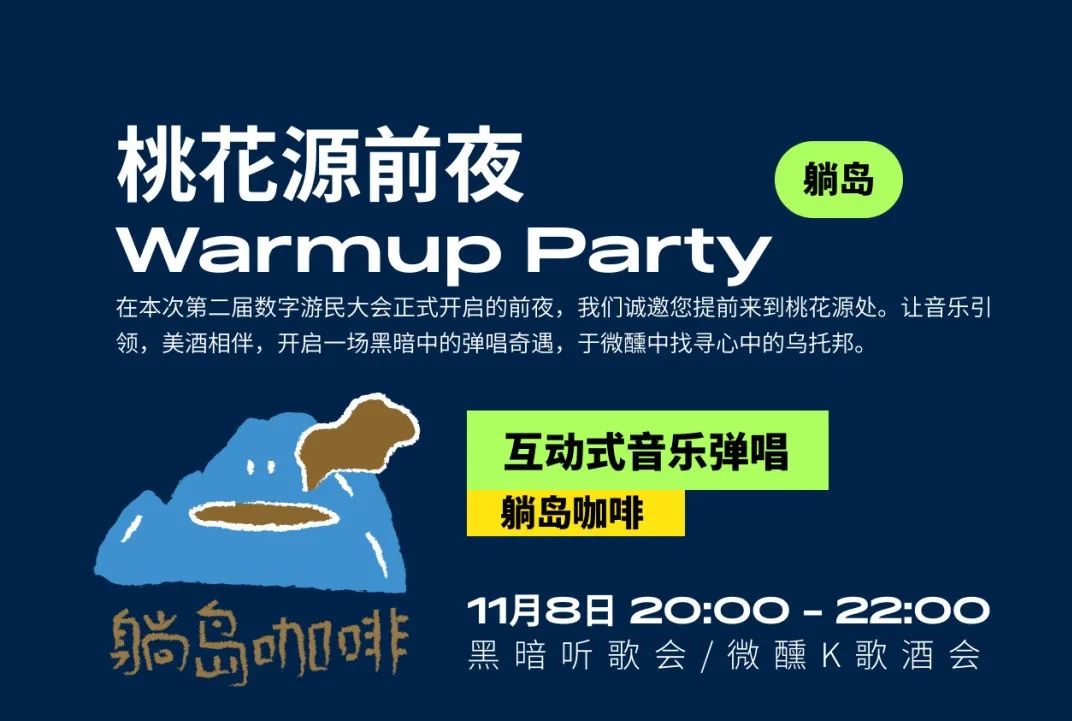 桃花源前夜
躺岛
Warmup Party
在本次第二届数字游民大会正式开启的前夜，我们诚邀您提前来到桃花源处。让音乐引
领，美酒相伴，开启一场黑暗中的弹唱奇遇，于微醺中找寻心中的乌托邦。
互动式音乐弹唱
躺岛咖啡
躺岛咖啡
11月8日 20:00 - 22:00
黑暗听歌会/微醺K歌酒会